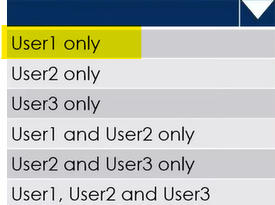 User1 only
User2 only
User3 only
User1 and User2 only
User2 and User3 only
User1, User2 and User3